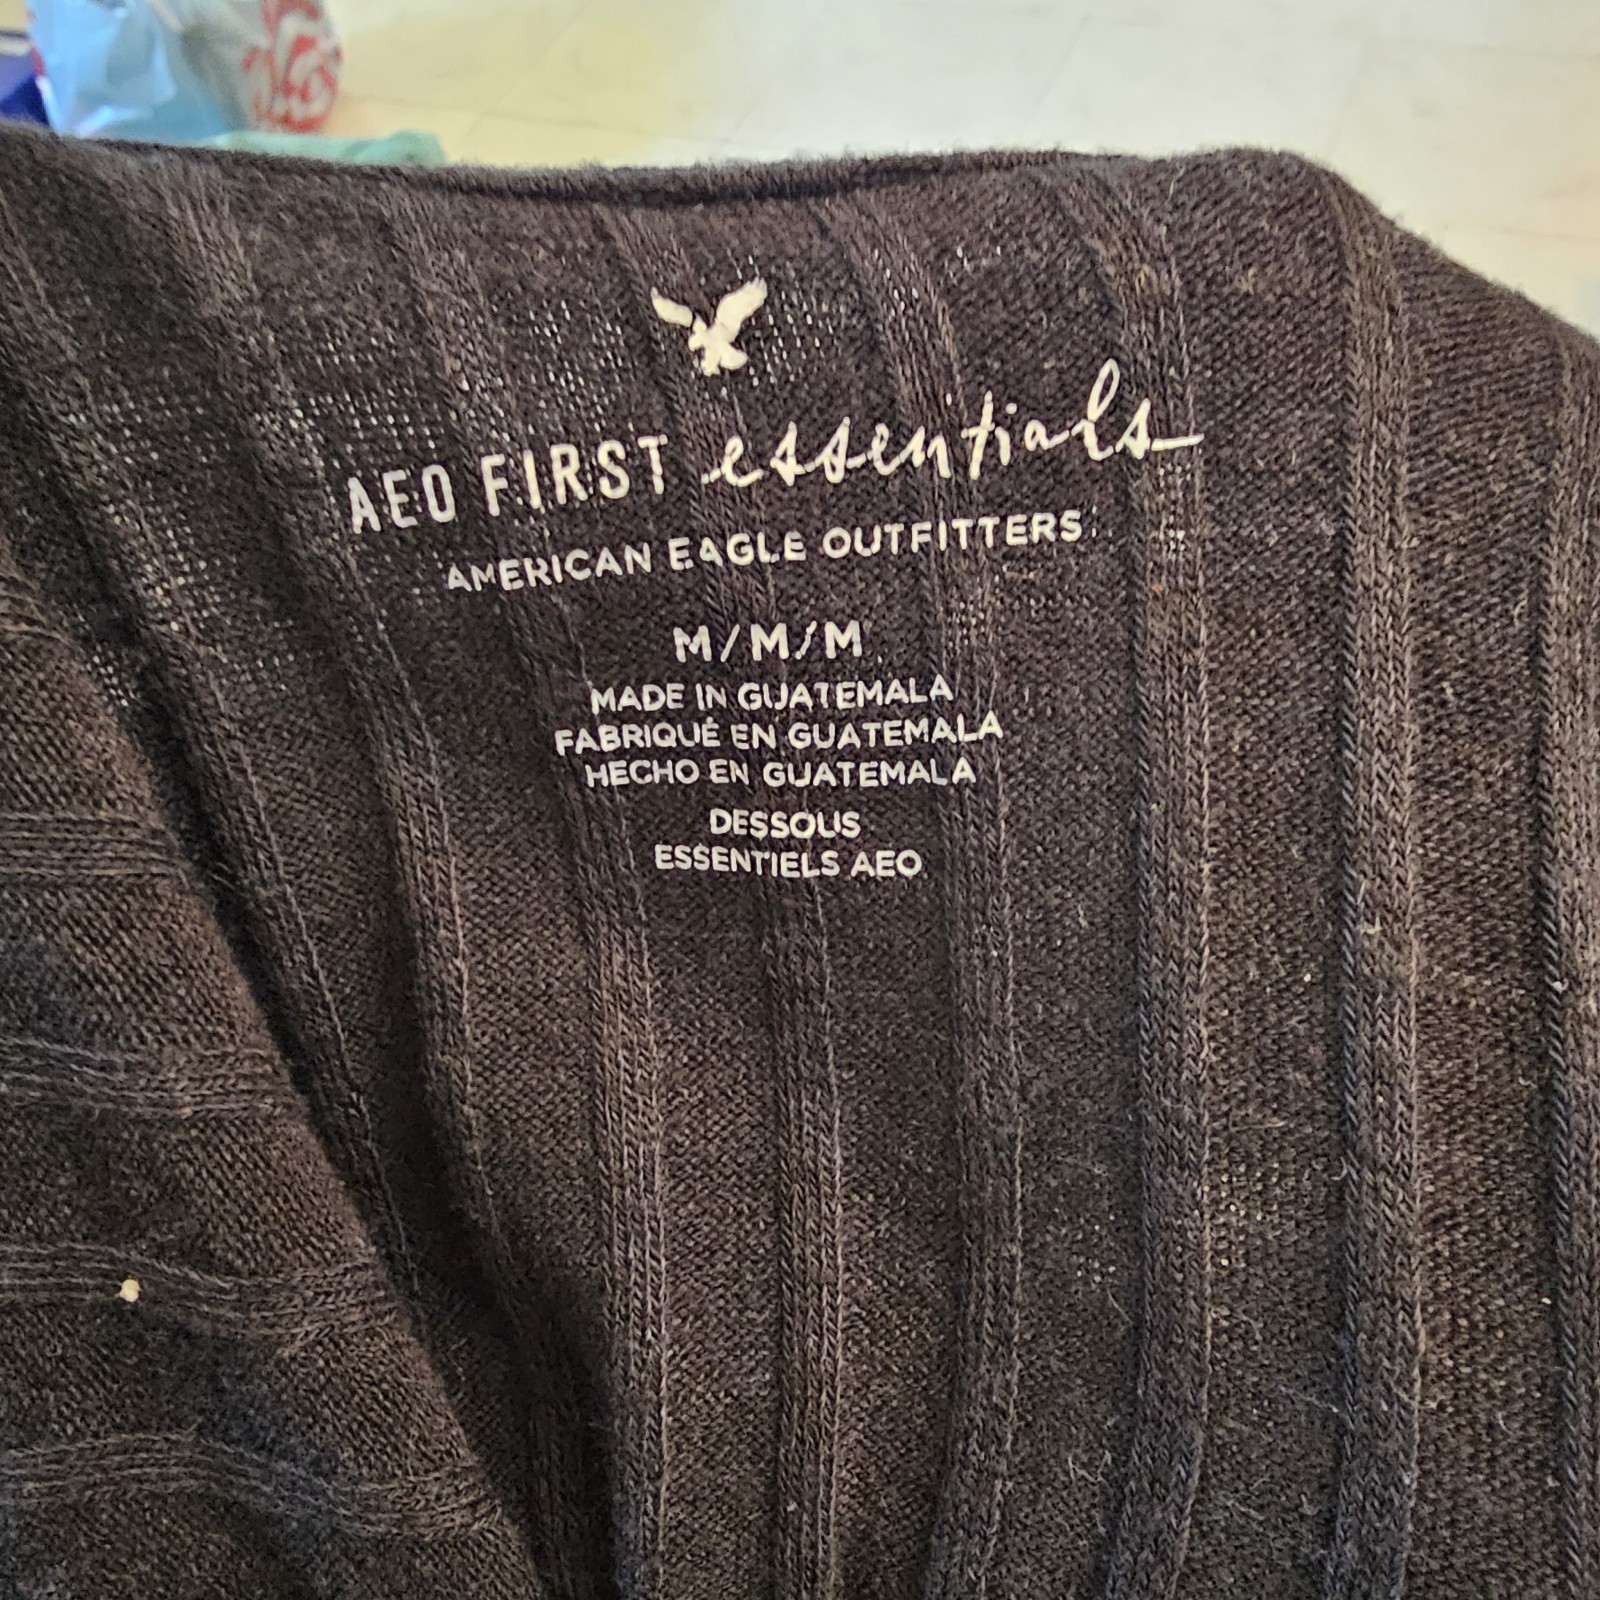 AEO FIRST essentials
AMERICAN EAGLE OUTFITTERS
M/M/M
MADE IN GUATEMALA
FABRIQUÉ EN GUATEMALA
HECHO EN GUATEMALA
DESSOUS
ESSENTIELS AEO